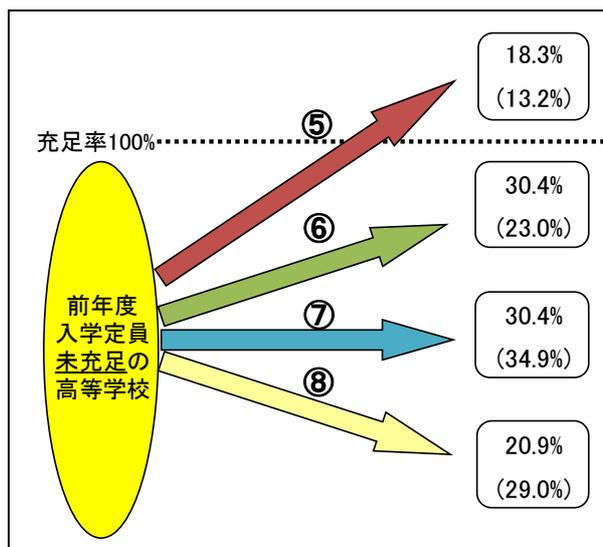 18.3%
(13.2%)
⑤
充足率100%
30.4%
(23.0%)
⑥
前年度
入学定員
未充足の
高等学校
⑦
30.4%
(34.9%)
⑧
20.9%
(29.0%)